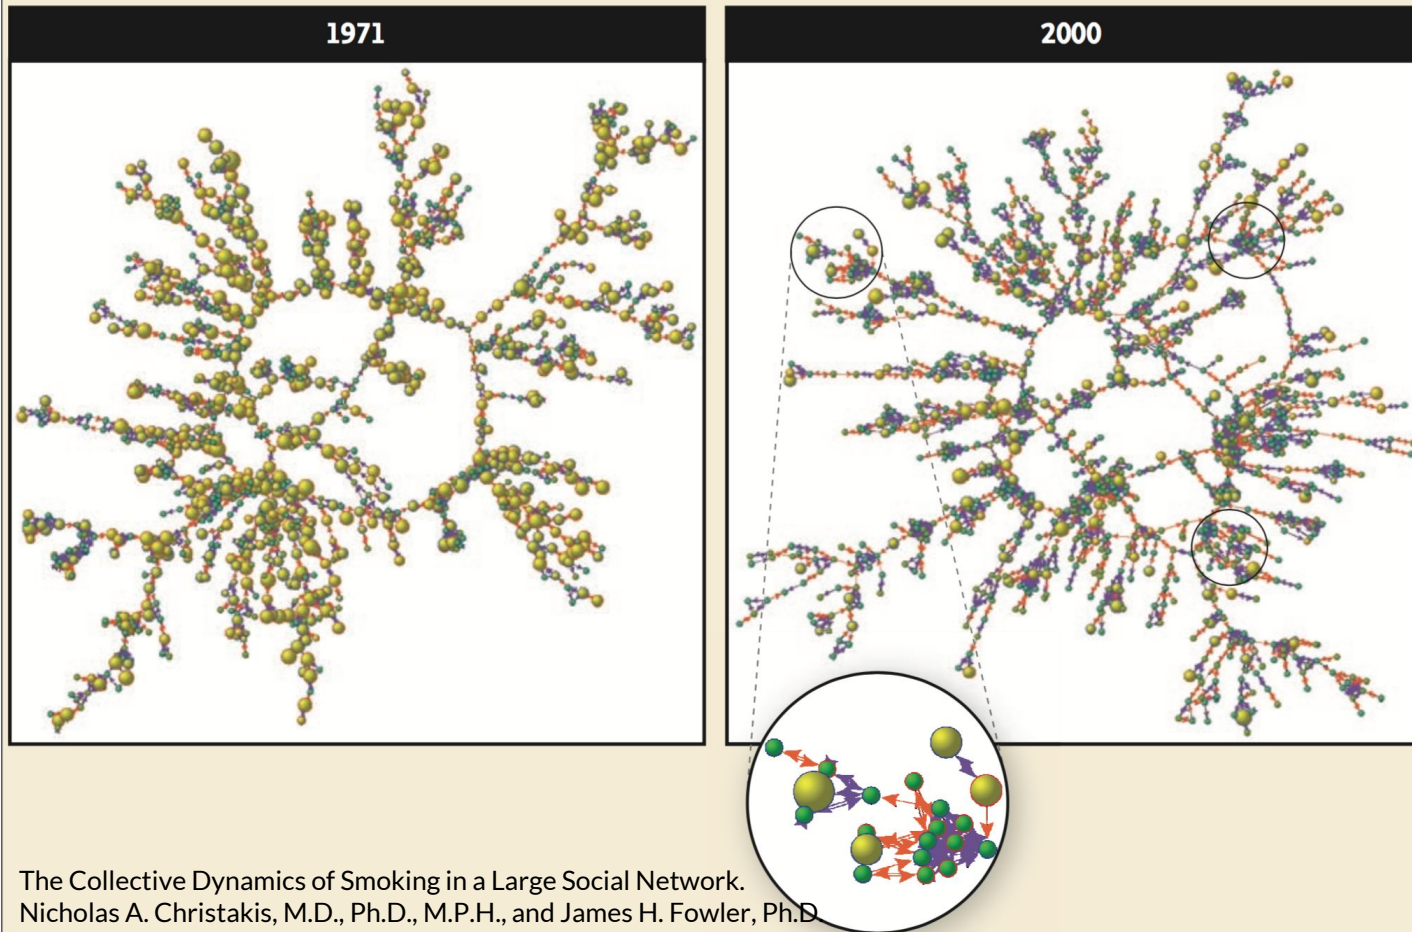 1971
2000
The Collective Dynamics of Smoking in a Large Social Network.
Nicholas A. Christakis, M.D., Ph.D., M.P.H., and James H. Fowler, Ph.D.